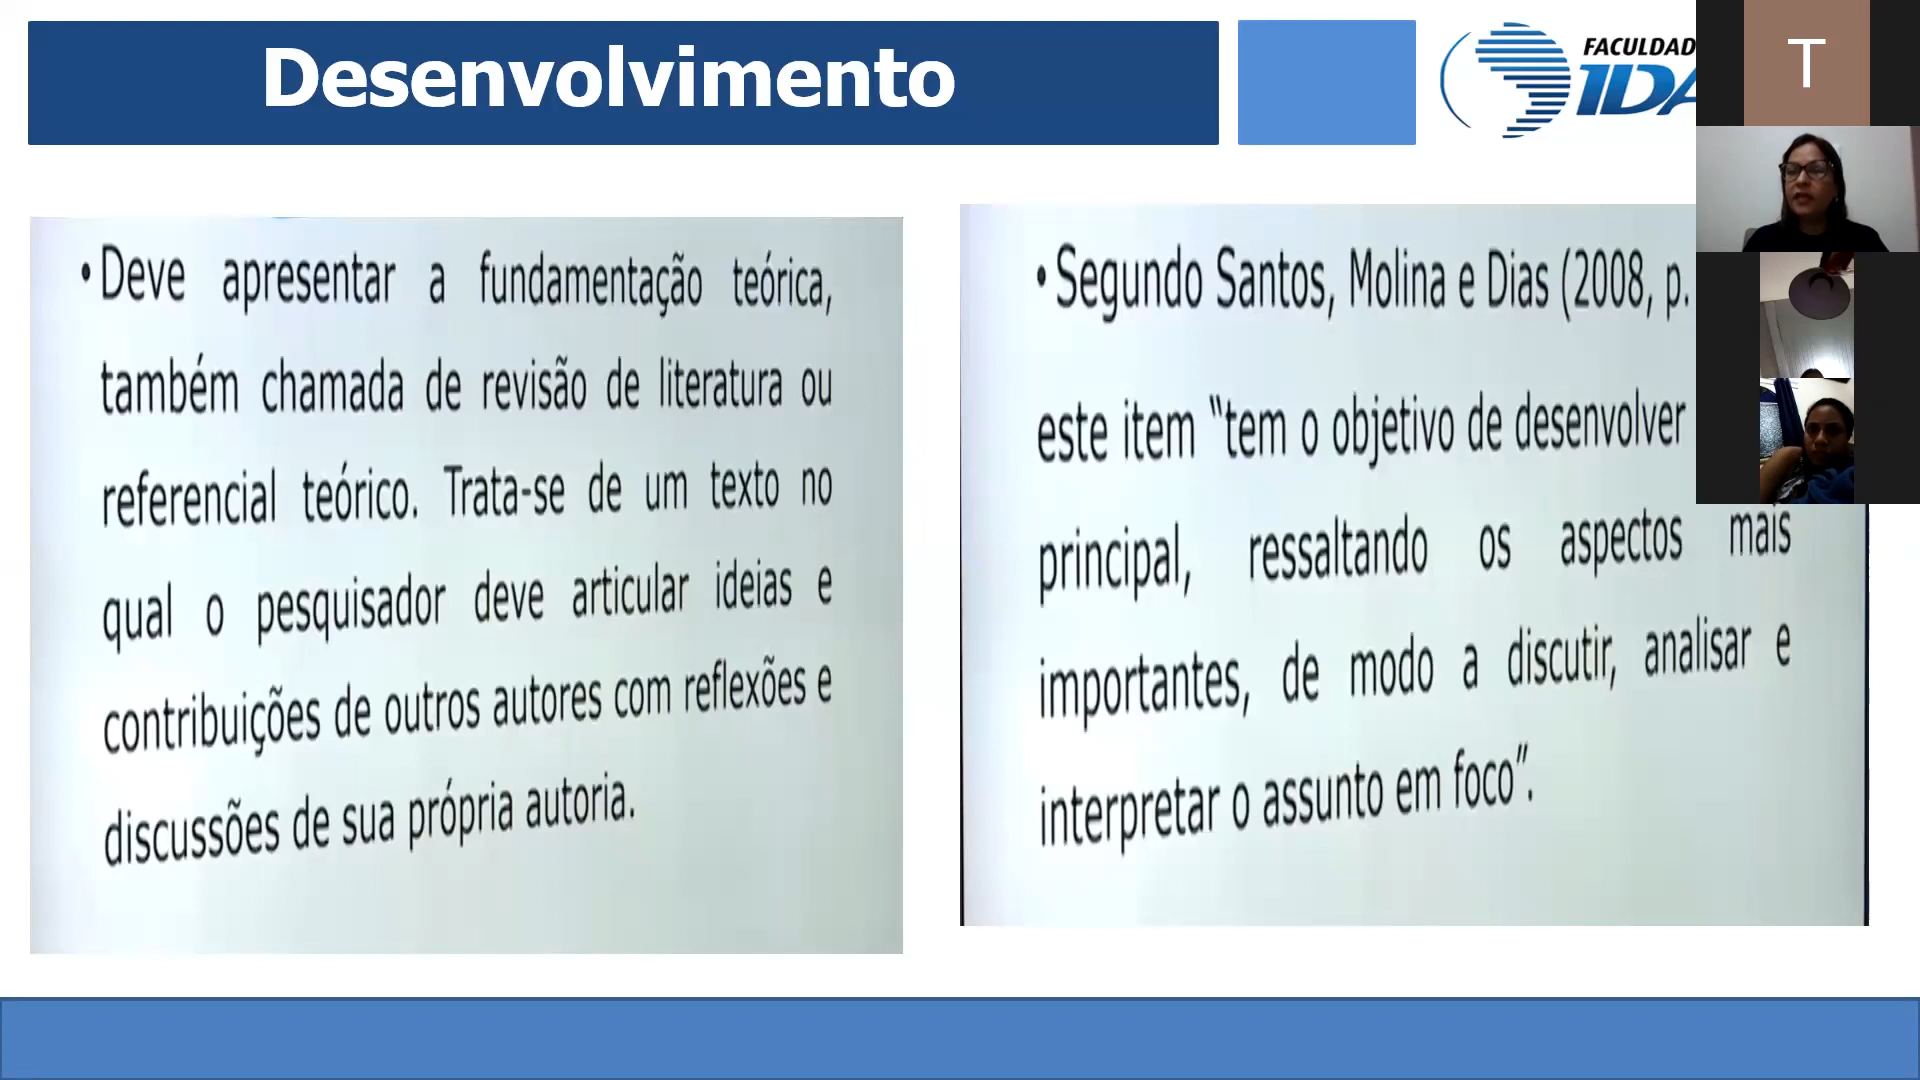 Desenvolvimento
FACULDAD
IDA
T
• Deve apresentar a fundamentação teórica,
também chamada de revisão de literatura ou
referencial teórico. Trata-se de um texto no
qual o pesquisador deve articular ideias e
contribuições de outros autores com reflexões e
discussões de sua própria autoria.
• Segundo Santos, Molina e Dias (2008, p.
este item “tem o objetivo de desenvolver
principal, ressaltando os aspectos mais
importantes, de modo a discutir, analisar e
interpretar o assunto em foco”.